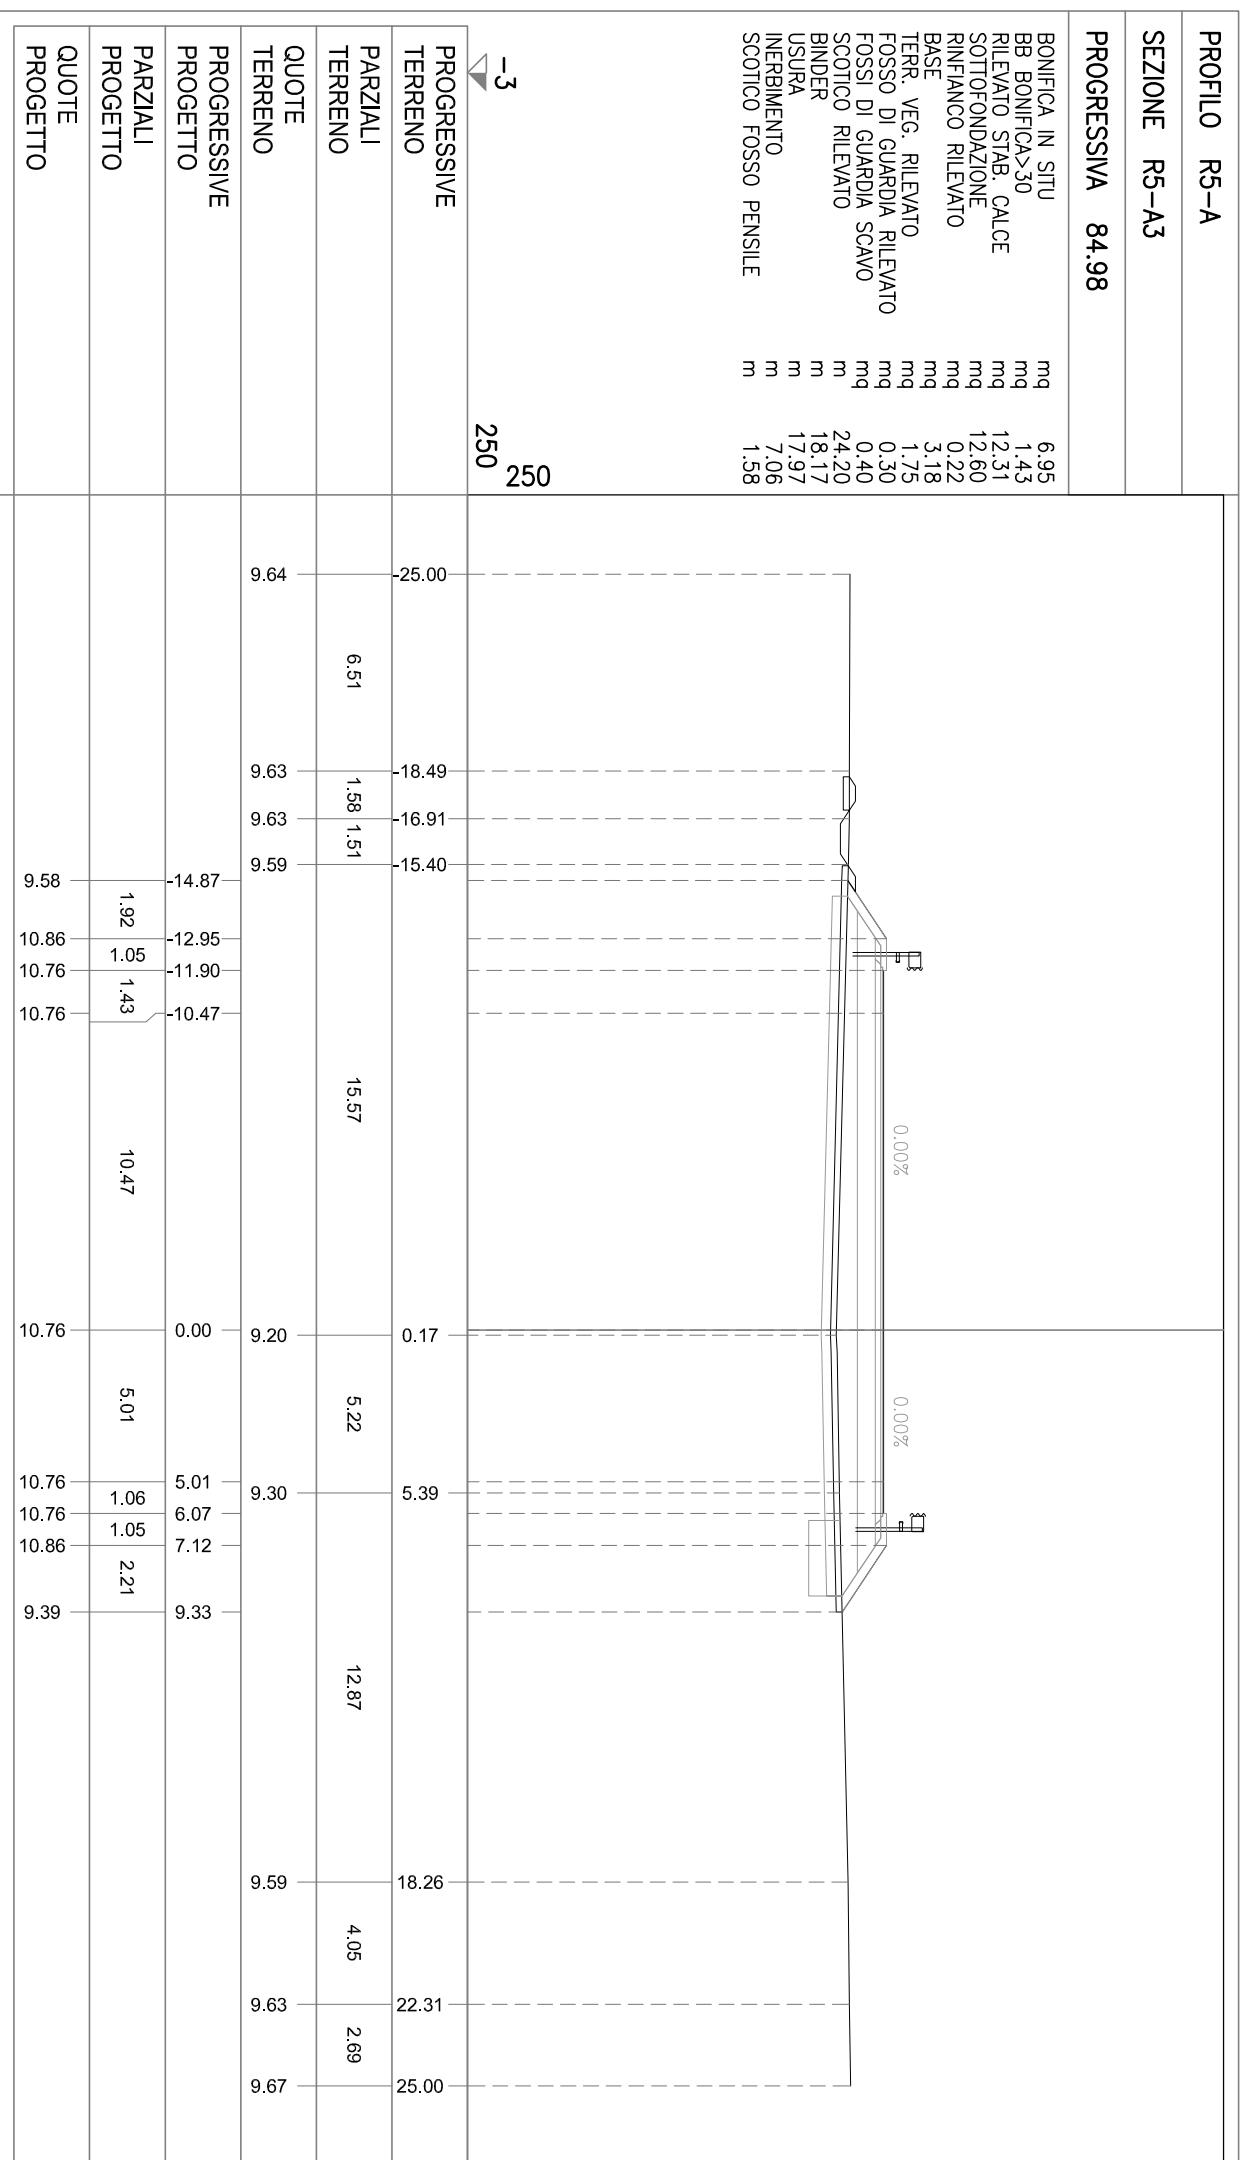 PROFILO R5-A
SEZIONE R5-A3
PROGRESSIVA 84.98
BONIFICA IN SITU mq 6.95
BB BONIFICA>30 mq 1.43
RILEVATO STAB. CALCE mq 12.31
SOTTOFONDAZIONE mq 12.60
RINFIANCO RILEVATO mq 0.22
BASE mq 3.18
TERR. VEG. RILEVATO mq 1.75
FOSSO DI GUARDIA RILEVATO mq 0.30
FOSSI DI GUARDIA SCAVO mq 0.40
SCOTICO RILEVATO m 24.20
BINDER m 18.17
USURA m 17.97
INERBIMENTO m 7.06
SCOTICO FOSSO PENSILE m 1.58
0.00% 0.00%
250
-3
250
PROGRESSIVE
TERRENO
-25.00 -18.49 -16.91 -15.40 0.17 5.39 18.26 22.31 25.00
PARZIALI
TERRENO
6.51 1.58 1.51 15.57 5.22 12.87 4.05 2.69
QUOTE
TERRENO
9.64 9.63 9.63 9.59 9.20 9.30 9.59 9.63 9.67
PROGRESSIVE
PROGETTO
-14.87 -12.95 -11.90 -10.47 0.00 5.01 6.07 7.12 9.33
PARZIALI
PROGETTO
1.92 1.05 1.43 10.47 5.01 1.06 1.05 2.21
QUOTE
PROGETTO
9.58 10.86 10.76 10.76 10.76 10.76 10.76 10.86 9.39